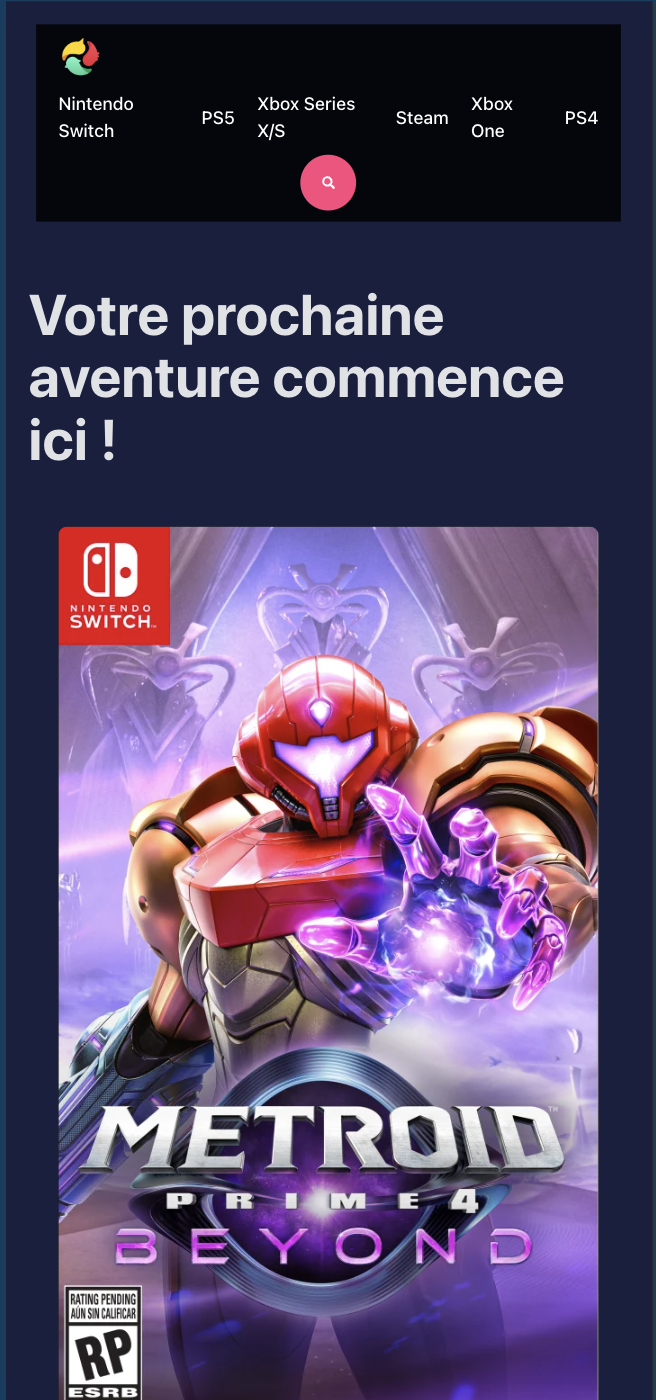 Nintendo
Switch
PS5
Xbox Series
X/S
Steam
Xbox
One
PS4
Votre prochaine
aventure commence
ici !
NINTENDO
SWITCH™
METROID™
PRIME 4
BEYOND
RATING PENDING
AÚN SIN CALIFICAR
RP
ESRB